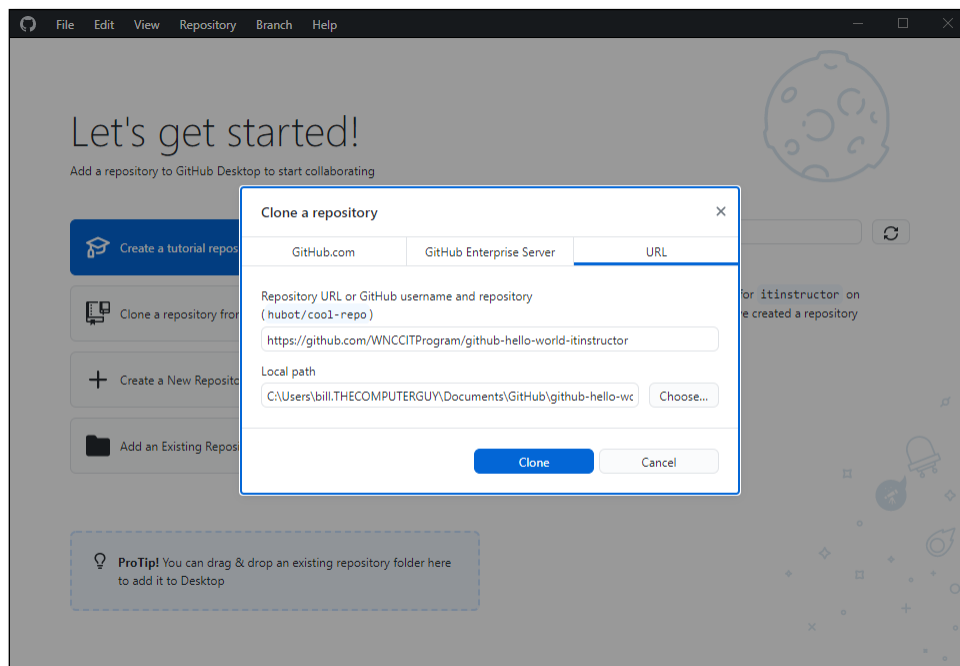 File Edit View Repository Branch Help
Let's get started!
Add a repository to GitHub Desktop to start collaborating
Clone a repository
GitHub.com GitHub Enterprise Server URL
Repository URL or GitHub username and repository
(hubot/cool-repo)
https://github.com/WNCCITProgram/github-hello-world-itinstructor
Local path
C:\Users\bill.THECOMPUTERGUY\Documents\GitHub\github-hello-wo
Choose...
Clone Cancel
Create a tutorial repos
Clone a repository from
Create a New Reposito
Add an Existing Reposi
for itinstructor on
created a repository
ProTip! You can drag & drop an existing repository folder here
to add it to Desktop